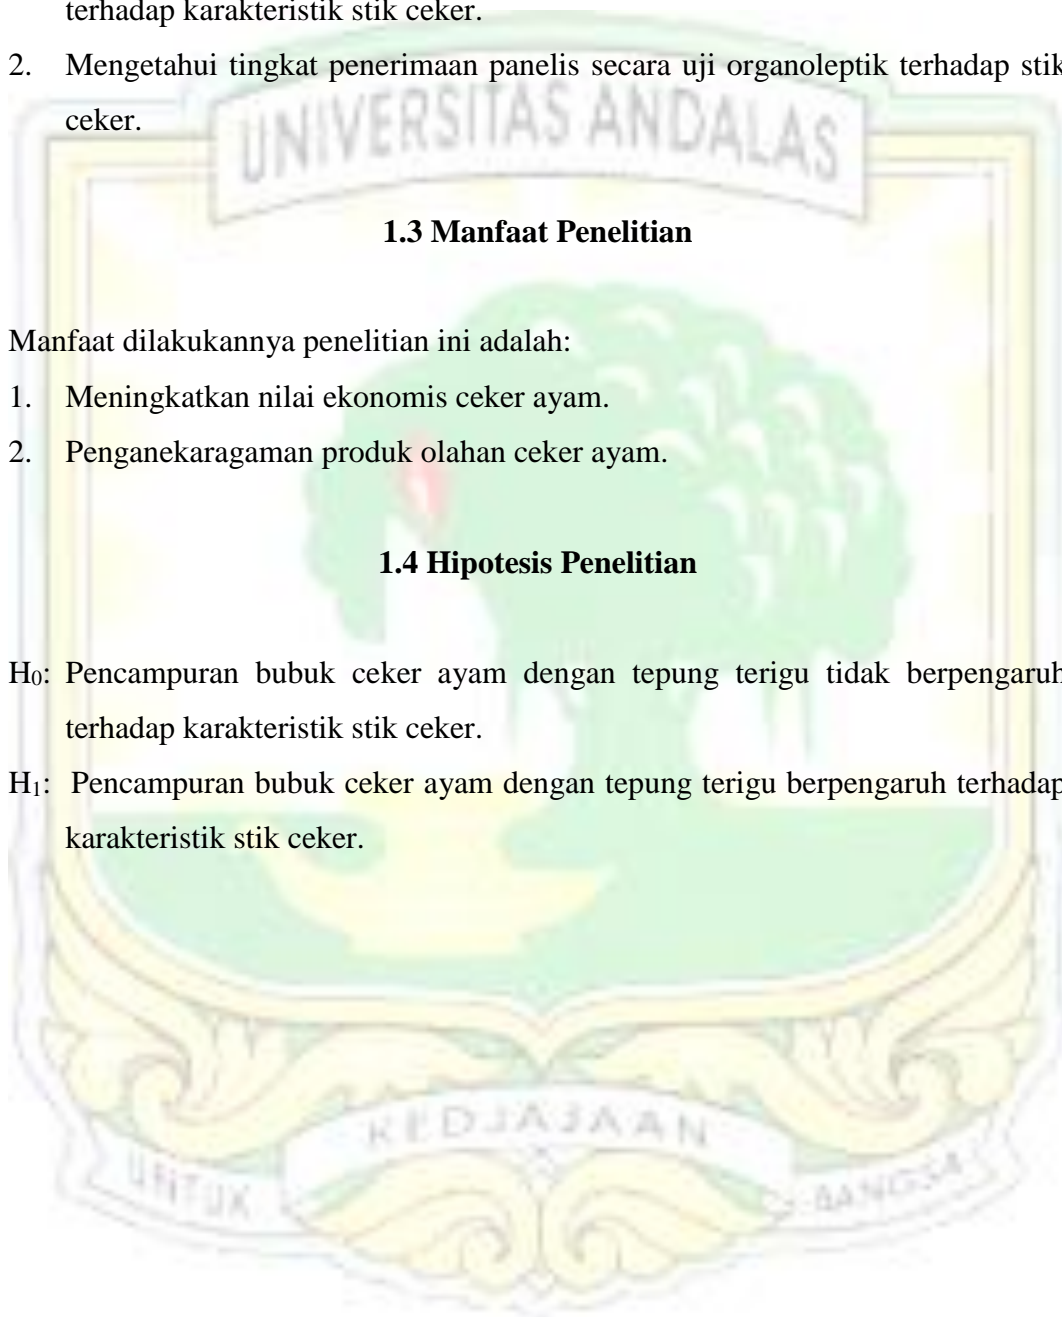 terhadap karakteristik stik ceker.
2. Mengetahui tingkat penerimaan panelis secara uji organoleptik terhadap stik
ceker.
UNIVERSITAS ANDALAS
1.3 Manfaat Penelitian
Manfaat dilakukannya penelitian ini adalah:
1. Meningkatkan nilai ekonomis ceker ayam.
2. Penganekaragaman produk olahan ceker ayam.
1.4 Hipotesis Penelitian
H₀: Pencampuran bubuk ceker ayam dengan tepung terigu tidak berpengaruh
terhadap karakteristik stik ceker.
H₁: Pencampuran bubuk ceker ayam dengan tepung terigu berpengaruh terhadap
karakteristik stik ceker.
UNTUK KEDJAJAAN BANGSA